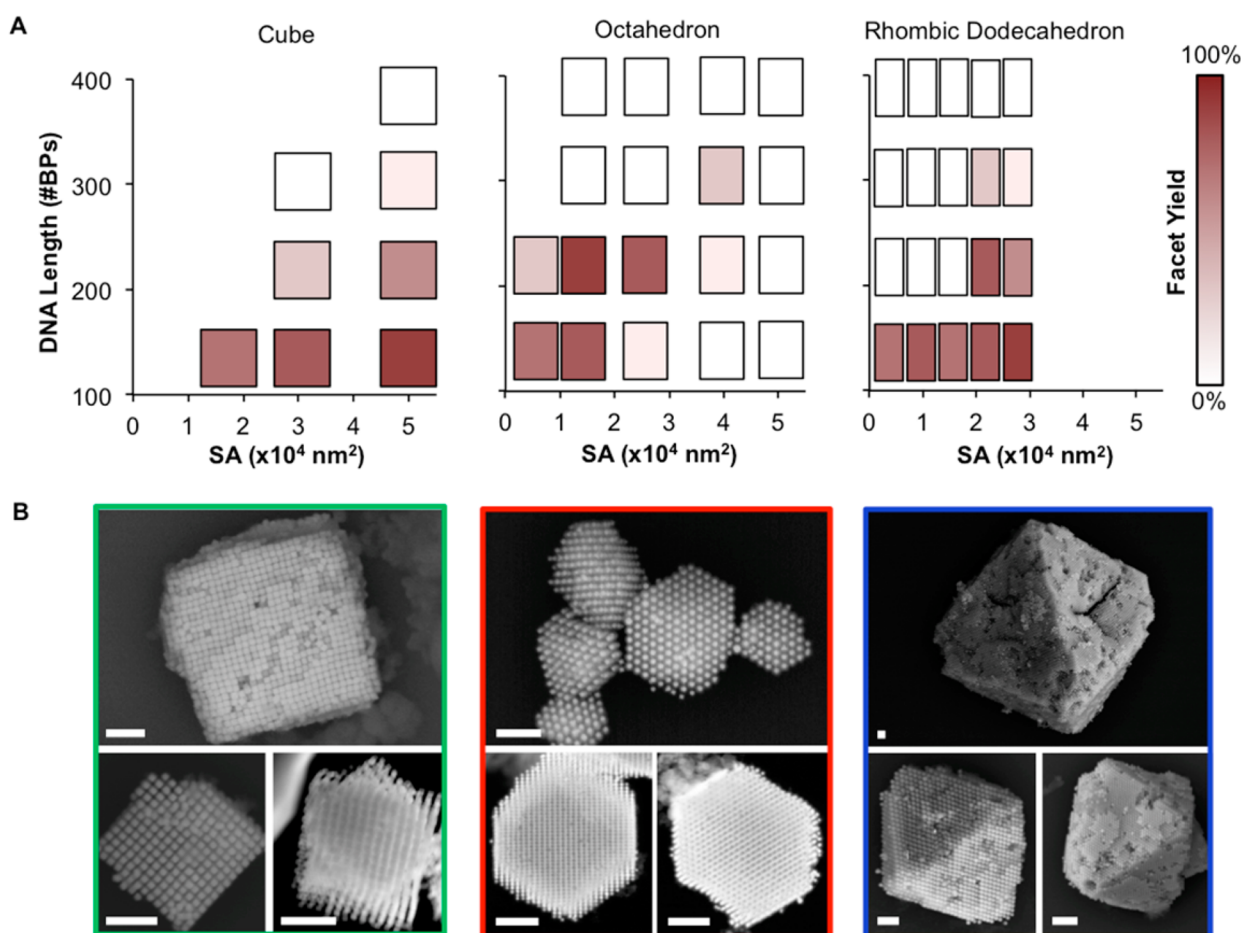 A
Cube
Octahedron
Rhombic Dodecahedron
100%
400
300
200
100
DNA Length (#BPs)
Facet Yield
0%
0 1 2 3 4 5
0 1 2 3 4 5
0 1 2 3 4 5
SA (x10⁴ nm²)
SA (x10⁴ nm²)
SA (x10⁴ nm²)
B